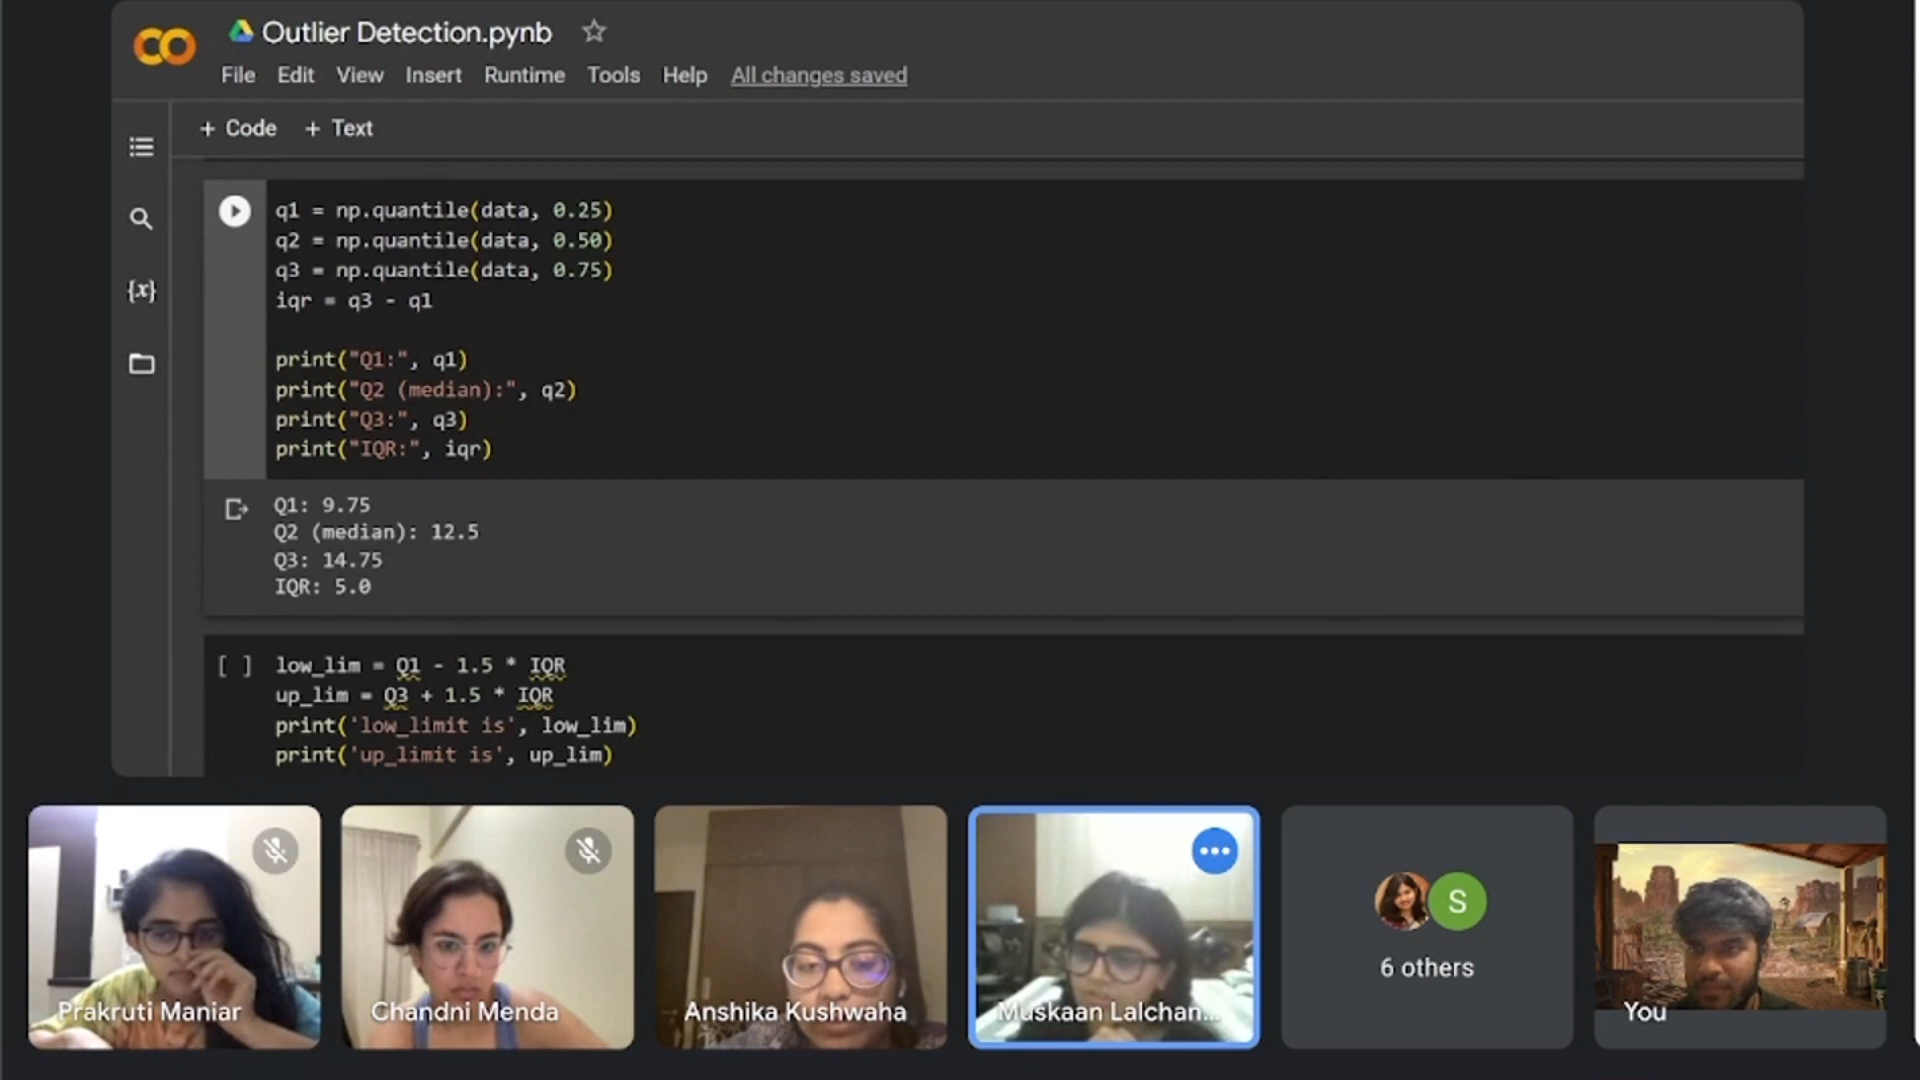 Outlier Detection.pynb
File Edit View Insert Runtime Tools Help All changes saved
+ Code + Text
{x}
q1 = np.quantile(data, 0.25)
q2 = np.quantile(data, 0.50)
q3 = np.quantile(data, 0.75)
iqr = q3 - q1
print("Q1:", q1)
print("Q2 (median):", q2)
print("Q3:", q3)
print("IQR:", iqr)
Q1: 9.75
Q2 (median): 12.5
Q3: 14.75
IQR: 5.0
[ ] low_lim = Q1 - 1.5 * IQR
up_lim = Q3 + 1.5 * IQR
print('low_limit is', low_lim)
print('up_limit is', up_lim)
S
6 others
Prakruti Maniar
Chandni Menda
Anshika Kushwaha
Muskaan Lalchan...
You